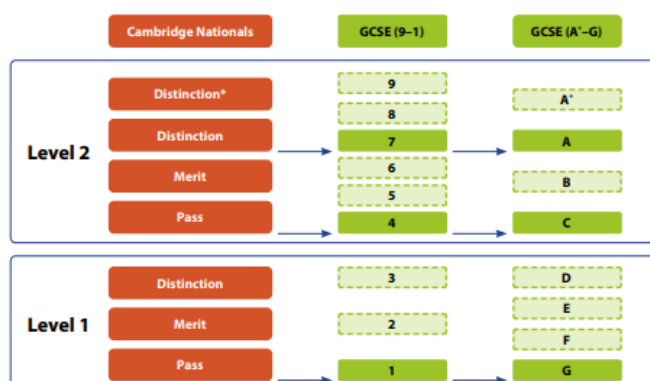 Cambridge Nationals GCSE (9–1) GCSE (A*–G)
Level 2
Distinction*
Distinction
Merit
Pass
9
8
7
6
5
4
A*
A
B
C
Level 1
Distinction
Merit
Pass
3
2
1
D
E
F
G